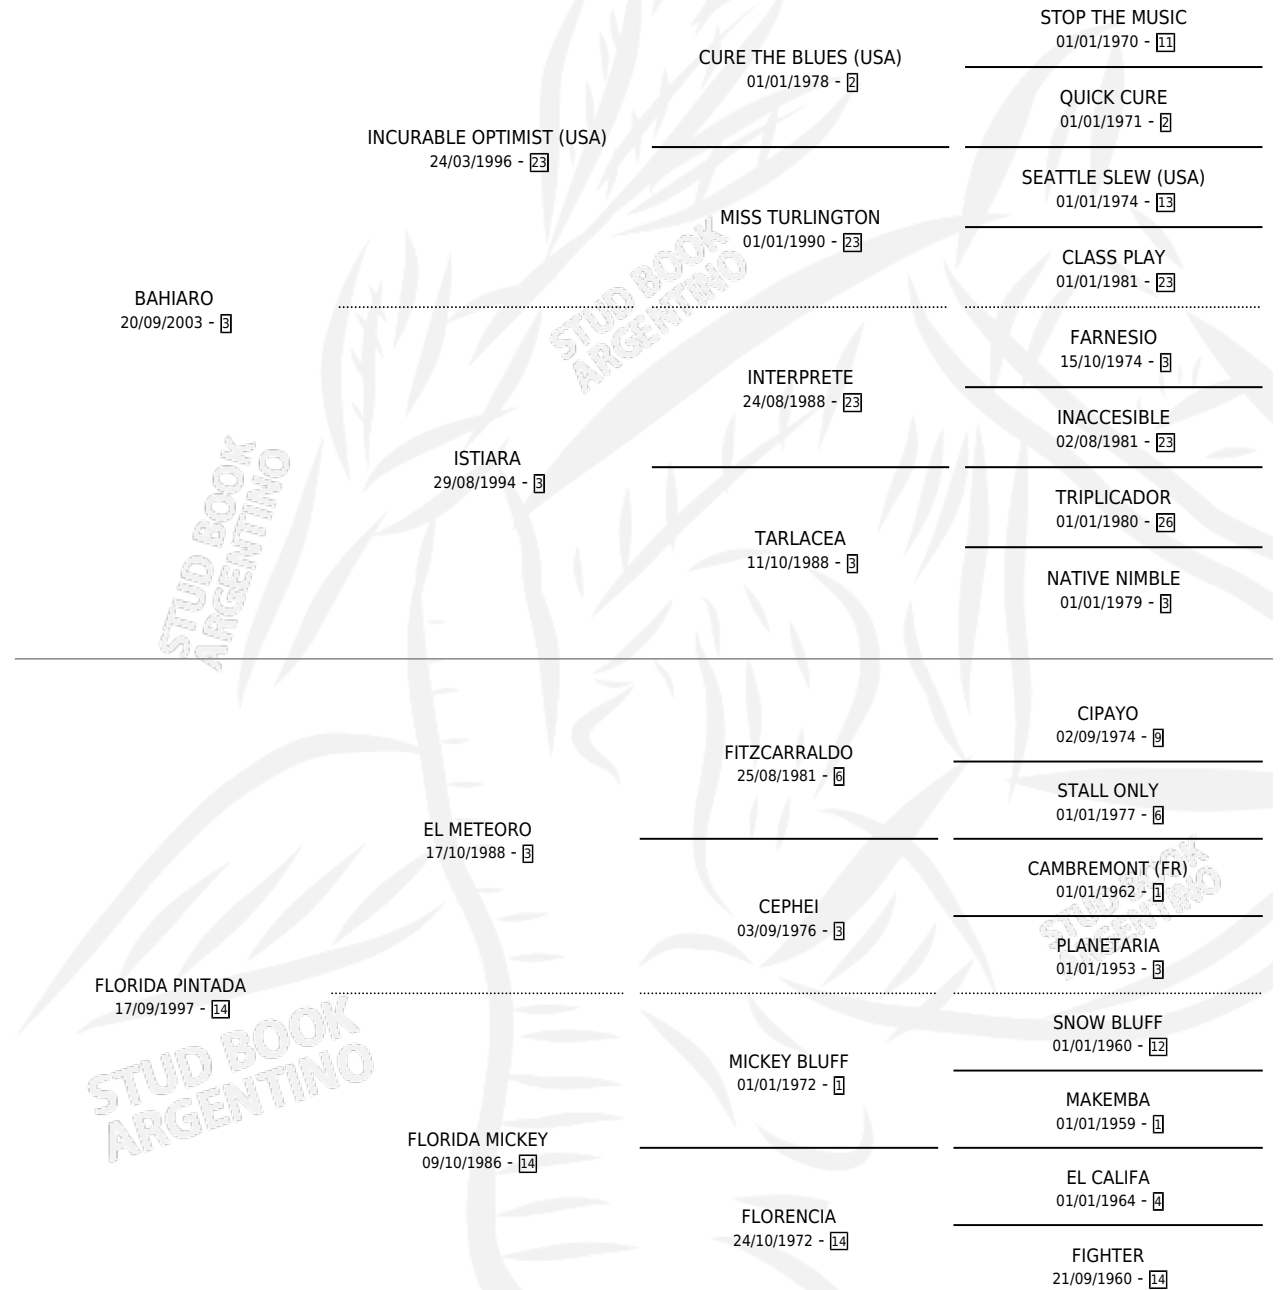 STOP THE MUSIC
01/01/1970 - 11
CURE THE BLUES (USA)
01/01/1978 - 2
QUICK CURE
01/01/1971 - 2
INCURABLE OPTIMIST (USA)
24/03/1996 - 23
SEATTLE SLEW (USA)
01/01/1974 - 13
MISS TURLINGTON
01/01/1990 - 23
CLASS PLAY
01/01/1981 - 23
BAHIARO
20/09/2003 - 3
FARNESIO
15/10/1974 - 3
INTERPRETE
24/08/1988 - 23
INACCESIBLE
02/08/1981 - 23
ISTIARA
29/08/1994 - 3
TRIPLICADOR
01/01/1980 - 26
TARLACEA
11/10/1988 - 3
NATIVE NIMBLE
01/01/1979 - 3
STUD BOOK
ARGENTINO
STUD BOOK
ARGENTINO
CIPAYO
02/09/1974 - 9
FITZCARRALDO
25/08/1981 - 6
STALL ONLY
01/01/1977 - 6
EL METEORO
17/10/1988 - 3
CAMBREMONT (FR)
01/01/1962 - 1
CEPHEI
03/09/1976 - 3
PLANETARIA
01/01/1953 - 3
FLORIDA PINTADA
17/09/1997 - 14
SNOW BLUFF
01/01/1960 - 12
MICKEY BLUFF
01/01/1972 - 1
MAKEMBA
01/01/1959 - 1
FLORIDA MICKEY
09/10/1986 - 14
EL CALIFA
01/01/1964 - 4
FLORENCIA
24/10/1972 - 14
FIGHTER
21/09/1960 - 14
STUD BOOK
ARGENTINO
STUD BOOK
ARGENTINO